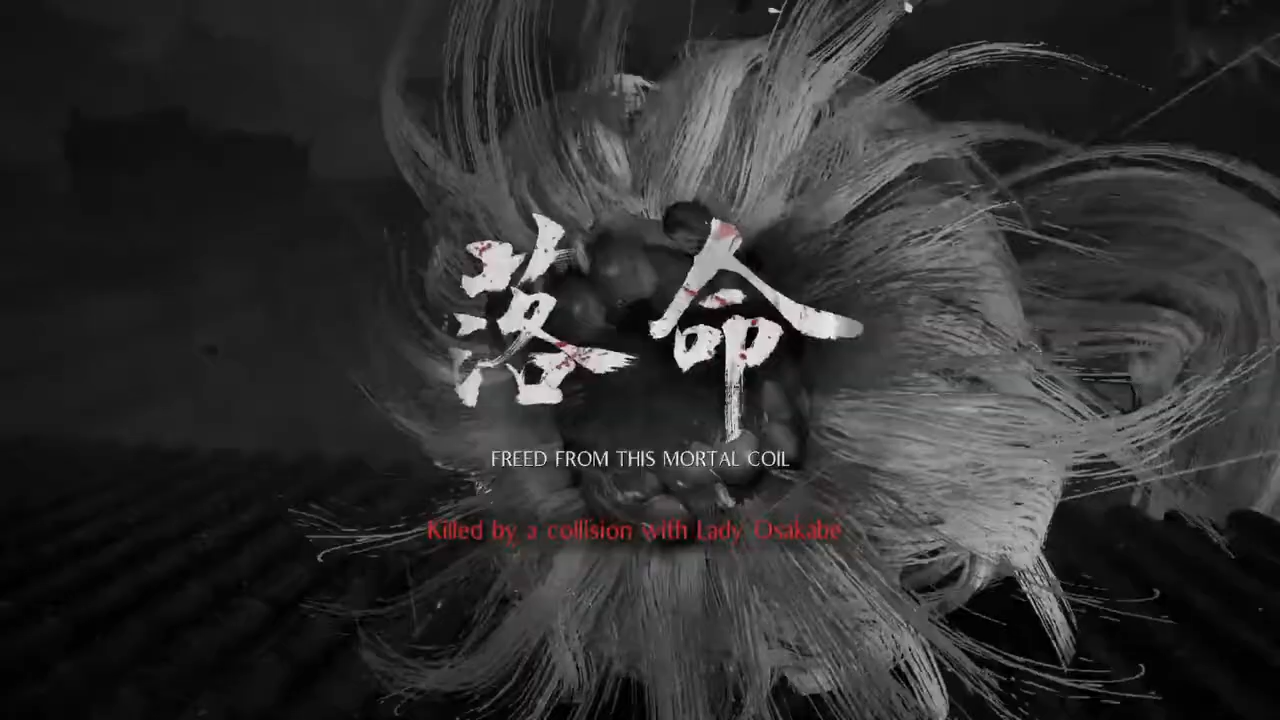 落命
FREED FROM THIS MORTAL COIL
Killed by a collision with Lady Osakabe